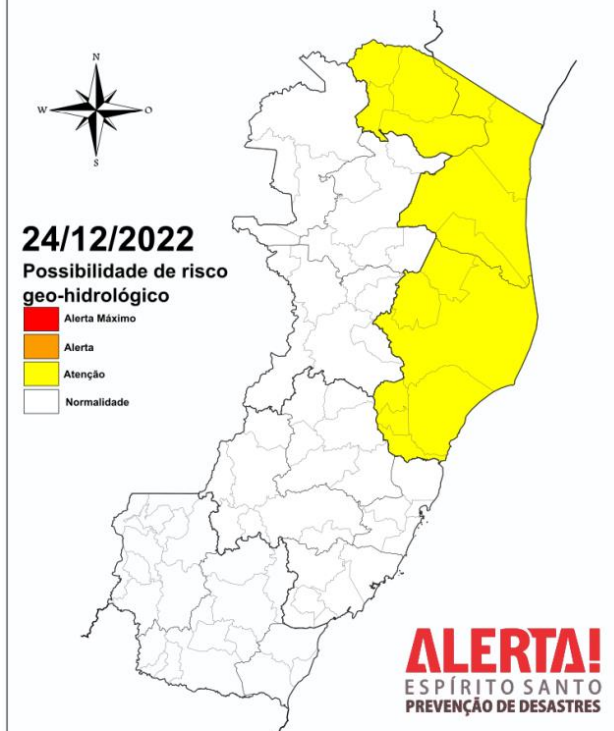 N
W
O
S
24/12/2022
Possibilidade de risco
geo-hidrológico
Alerta Máximo
Alerta
Atenção
Normalidade
ALERTA!
ESPÍRITO SANTO
PREVENÇÃO DE DESASTRES